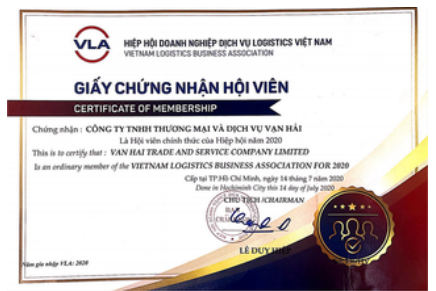 VLA
HIỆP HỘI DOANH NGHIỆP DỊCH VỤ LOGISTICS VIỆT NAM
VIETNAM LOGISTICS BUSINESS ASSOCIATION
GIẤY CHỨNG NHẬN HỘI VIÊN
CERTIFICATE OF MEMBERSHIP
Chứng nhận : CÔNG TY TNHH THƯƠNG MẠI VÀ DỊCH VỤ VẠN HẢI
Là Hội viên chính thức của Hiệp hội năm 2020
This is to certify that : VAN HAI TRADE AND SERVICE COMPANY LIMITED
Is an ordinary member of the VIETNAM LOGISTICS BUSINESS ASSOCIATION FOR 2020
Cấp tại TP.Hồ Chí Minh, ngày 14 tháng 7 năm 2020
Done in Hochiminh City this 14 day of July 2020
CHỦ TỊCH /CHAIRMAN
LÊ DUY HIỆP
Năm gia nhập VLA: 2020